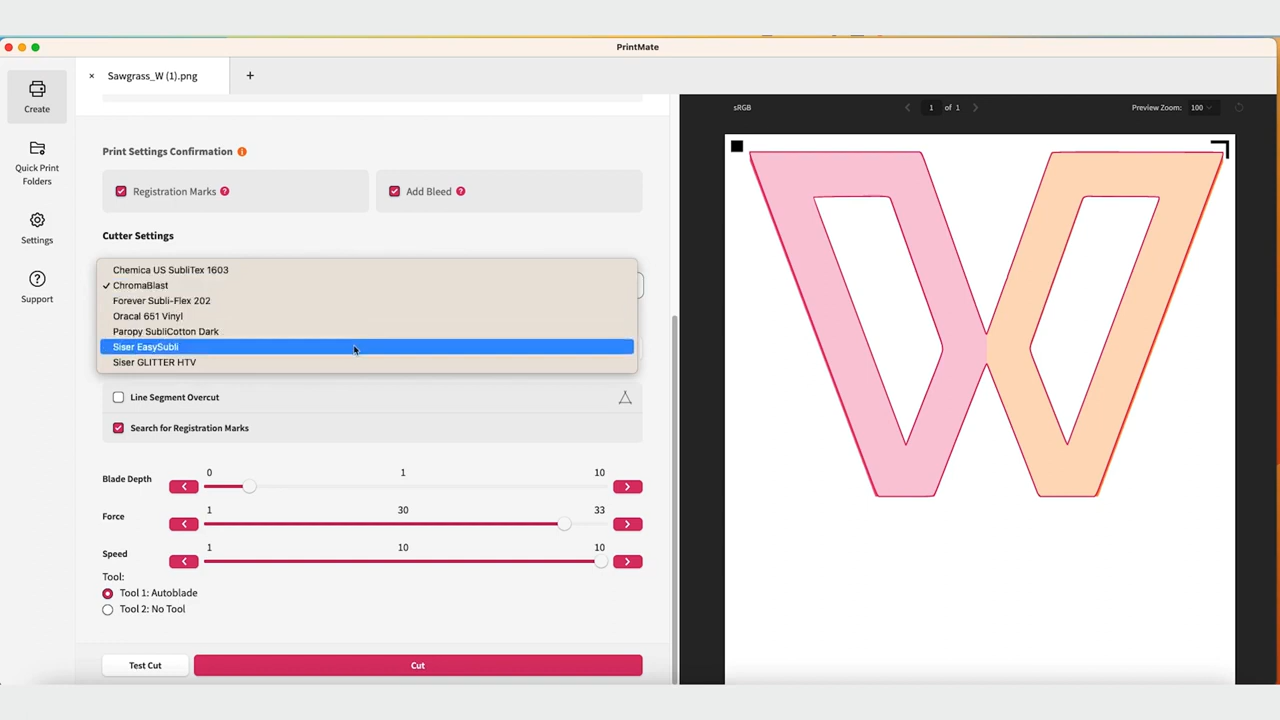 PrintMate
× Sawgrass_W (1).png +
Create
Quick Print
Folders
Settings
Support
Print Settings Confirmation
Registration Marks ?
Add Bleed ?
Cutter Settings
Chemica US SubliTex 1603
✓ ChromaBlast
Forever Subli-Flex 202
Oracal 651 Vinyl
Paropy SubliCotton Dark
Siser EasySubli
Siser GLITTER HTV
Line Segment Overcut
Search for Registration Marks
Blade Depth
0 1 10
Force
1 30 33
Speed
1 10 10
Tool:
Tool 1: Autoblade
Tool 2: No Tool
Test Cut
Cut
sRGB
1 of 1
Preview Zoom: 100
W